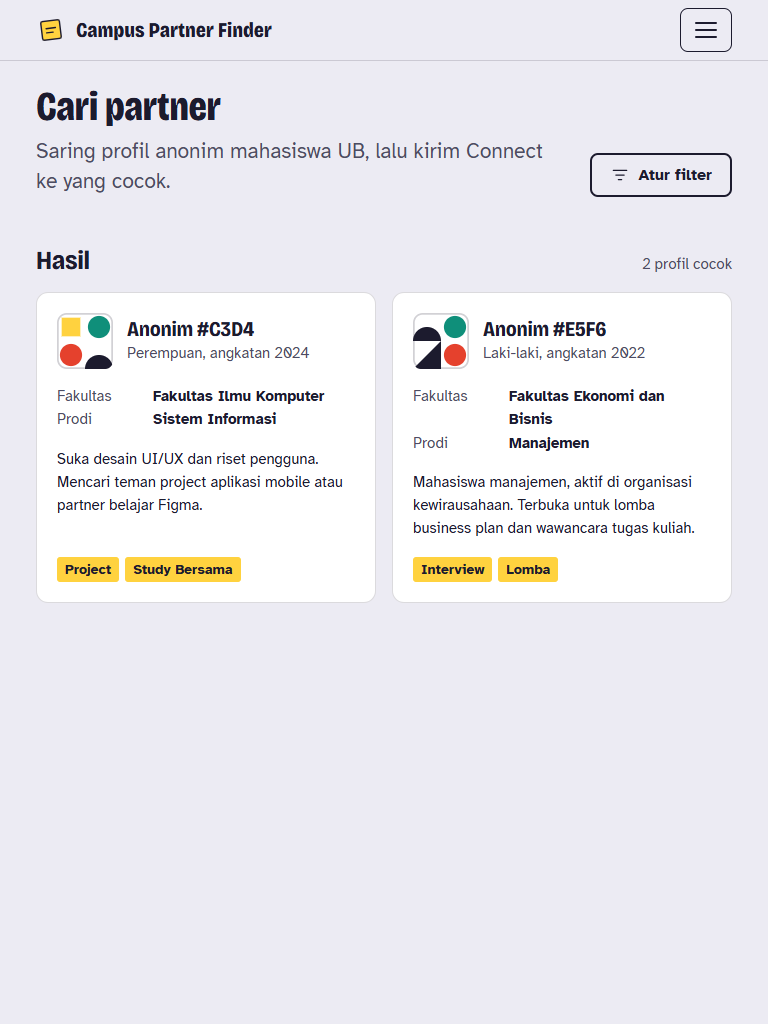 Campus Partner Finder
Cari partner
Saring profil anonim mahasiswa UB, lalu kirim Connect
ke yang cocok.
Atur filter
Hasil
2 profil cocok
Anonim #C3D4
Perempuan, angkatan 2024
Fakultas
Fakultas Ilmu Komputer
Prodi
Sistem Informasi
Suka desain UI/UX dan riset pengguna.
Mencari teman project aplikasi mobile atau
partner belajar Figma.
Project
Study Bersama
Anonim #E5F6
Laki-laki, angkatan 2022
Fakultas
Fakultas Ekonomi dan
Bisnis
Prodi
Manajemen
Mahasiswa manajemen, aktif di organisasi
kewirausahaan. Terbuka untuk lomba
business plan dan wawancara tugas kuliah.
Interview
Lomba